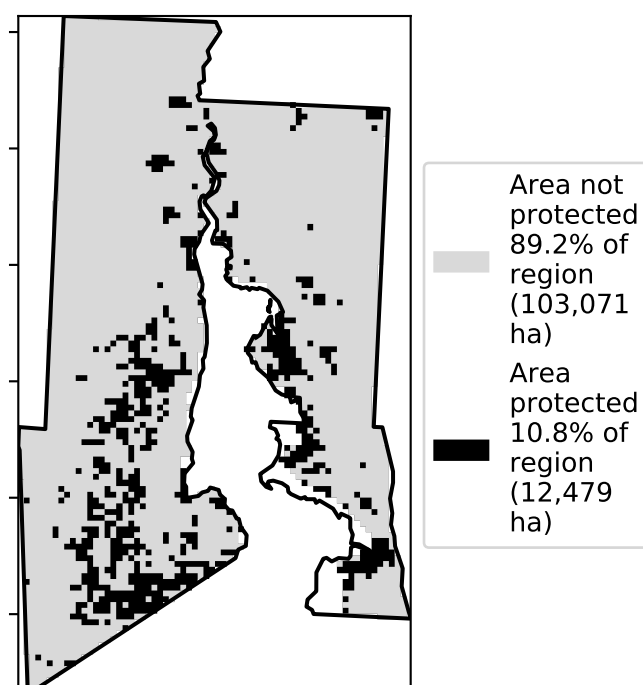 Area not
protected
89.2% of
region
(103,071
ha)
Area
protected
10.8% of
region
(12,479
ha)